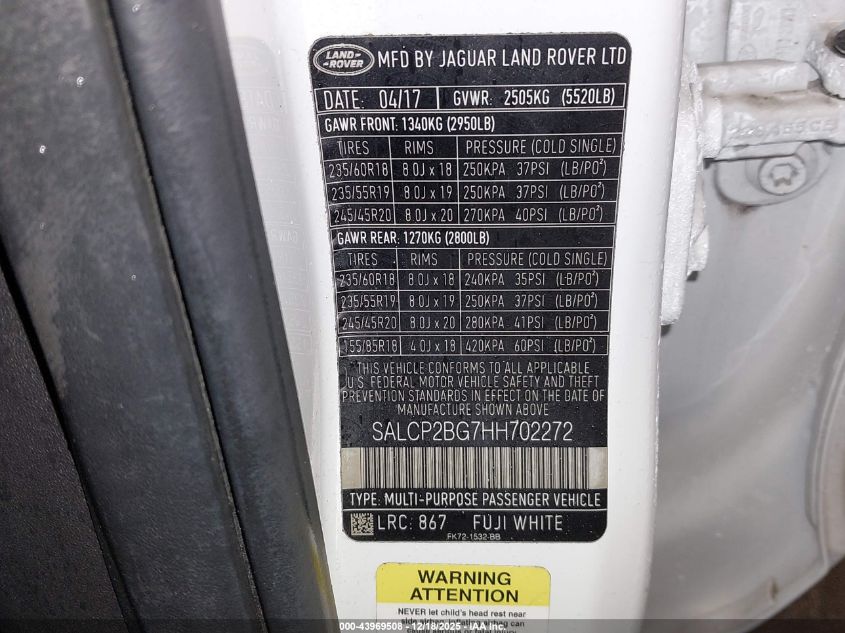 LAND-
-ROVER
MFD BY JAGUAR LAND ROVER LTD
DATE: 04/17 GVWR: 2505KG (5520LB)
GAWR FRONT: 1340KG (2950LB)
TIRES RIMS PRESSURE (COLD SINGLE)
235/60R18 8.0J x 18 250KPA 37PSI (LB/PO²)
235/55R19 8.0J x 19 250KPA 37PSI (LB/PO²)
245/45R20 8.0J x 20 270KPA 40PSI (LB/PO²)
GAWR REAR: 1270KG (2800LB)
TIRES RIMS PRESSURE (COLD SINGLE)
235/60R18 8.0J x 18 240KPA 35PSI (LB/PO²)
235/55R19 8.0J x 19 250KPA 37PSI (LB/PO²)
245/45R20 8.0J x 20 280KPA 41PSI (LB/PO²)
155/85R18 4.0J x 18 420KPA 60PSI (LB/PO²)
THIS VEHICLE CONFORMS TO ALL APPLICABLE
U.S. FEDERAL MOTOR VEHICLE SAFETY AND THEFT
PREVENTION STANDARDS IN EFFECT ON THE DATE OF
MANUFACTURE SHOWN ABOVE
SALCP2BG7HH702272
TYPE: MULTI-PURPOSE PASSENGER VEHICLE
LRC: 867 FUJI WHITE
FK72-1532-BB
WARNING
ATTENTION
NEVER let child's head rest near
000-43969508 - 12/18/2025 - IAA, Inc.